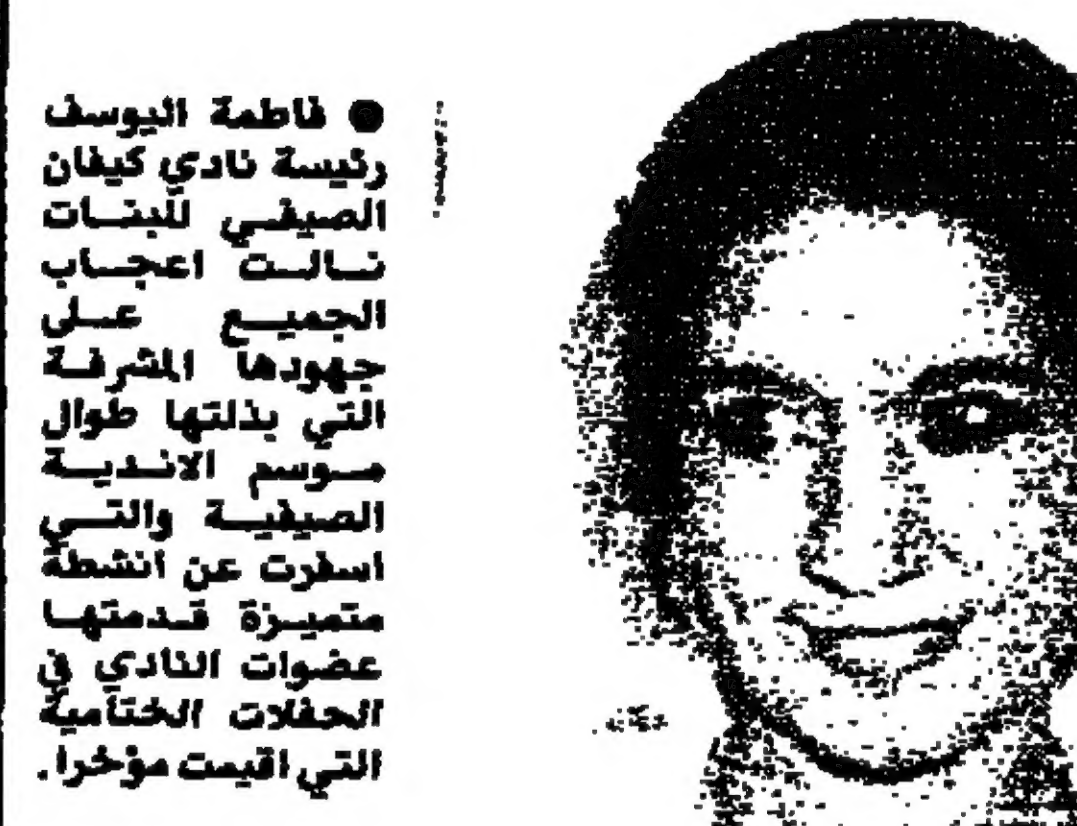 ● فاطمة اليوسف
رئيسة نادي كيفان
الصيفي للبنات
نالت اعجاب
الجميع على
جهودها المشرفة
التي بذلتها طوال
موسم الاندية
الصيفية والتي
اسفرت عن انشطة
متميزة قدمتها
عضوات النادي في
الحفلات الختامية
التي اقيمت مؤخرا.